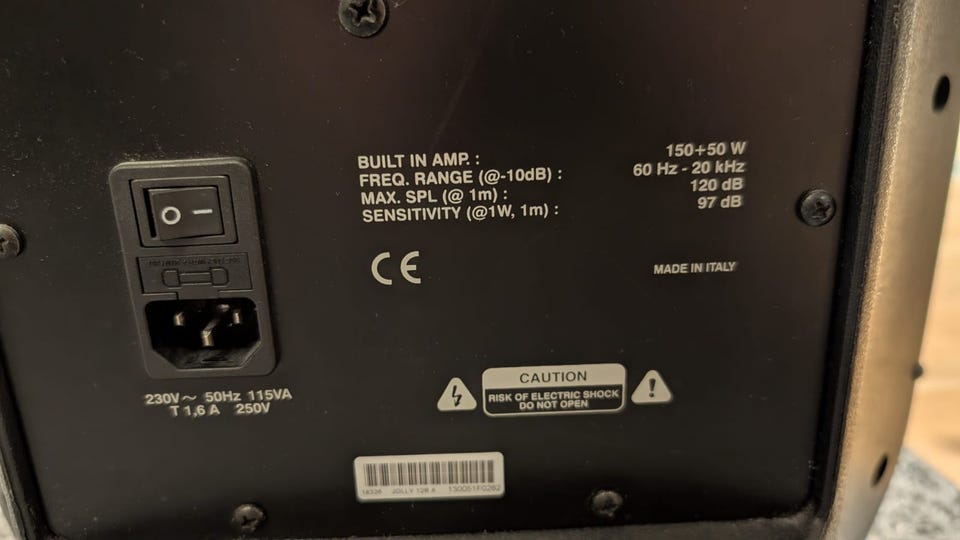 BUILT IN AMP. : 150+50 W
FREQ. RANGE (@-10dB) : 60 Hz - 20 kHz
MAX. SPL (@ 1m) : 120 dB
SENSITIVITY (@1W, 1m) : 97 dB
CE
MADE IN ITALY
230V~ 50Hz 115VA
T 1,6 A 250V
CAUTION
RISK OF ELECTRIC SHOCK
DO NOT OPEN
JOLLY 12R A